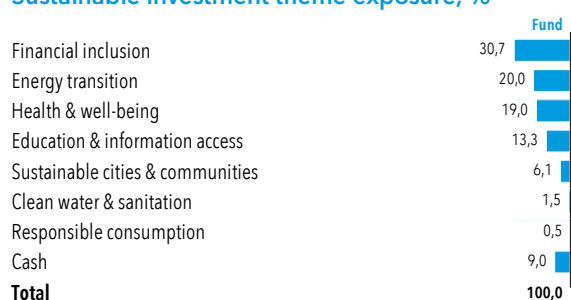 Sustainable investment theme exposure, %
Fund
Financial inclusion 30,7
Energy transition 20,0
Health & well-being 19,0
Education & information access 13,3
Sustainable cities & communities 6,1
Clean water & sanitation 1,5
Responsible consumption 0,5
Cash 9,0
Total 100,0